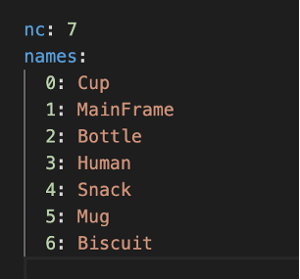 nc: 7
names:
0: Cup
1: MainFrame
2: Bottle
3: Human
4: Snack
5: Mug
6: Biscuit